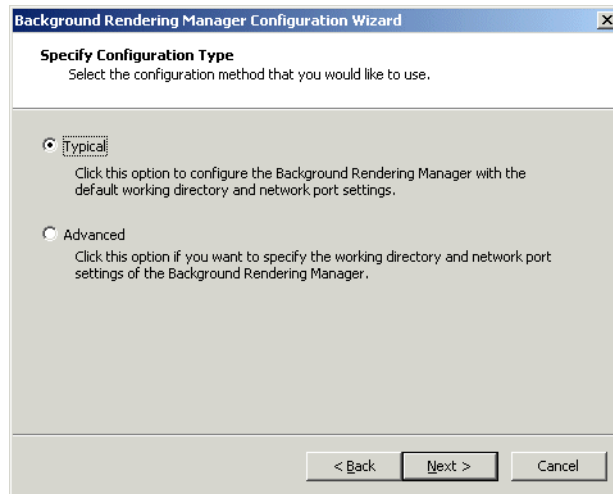 Background Rendering Manager Configuration Wizard
Specify Configuration Type
Select the configuration method that you would like to use.
Typical
Click this option to configure the Background Rendering Manager with the
default working directory and network port settings.
Advanced
Click this option if you want to specify the working directory and network port
settings of the Background Rendering Manager.
< Back
Next >
Cancel